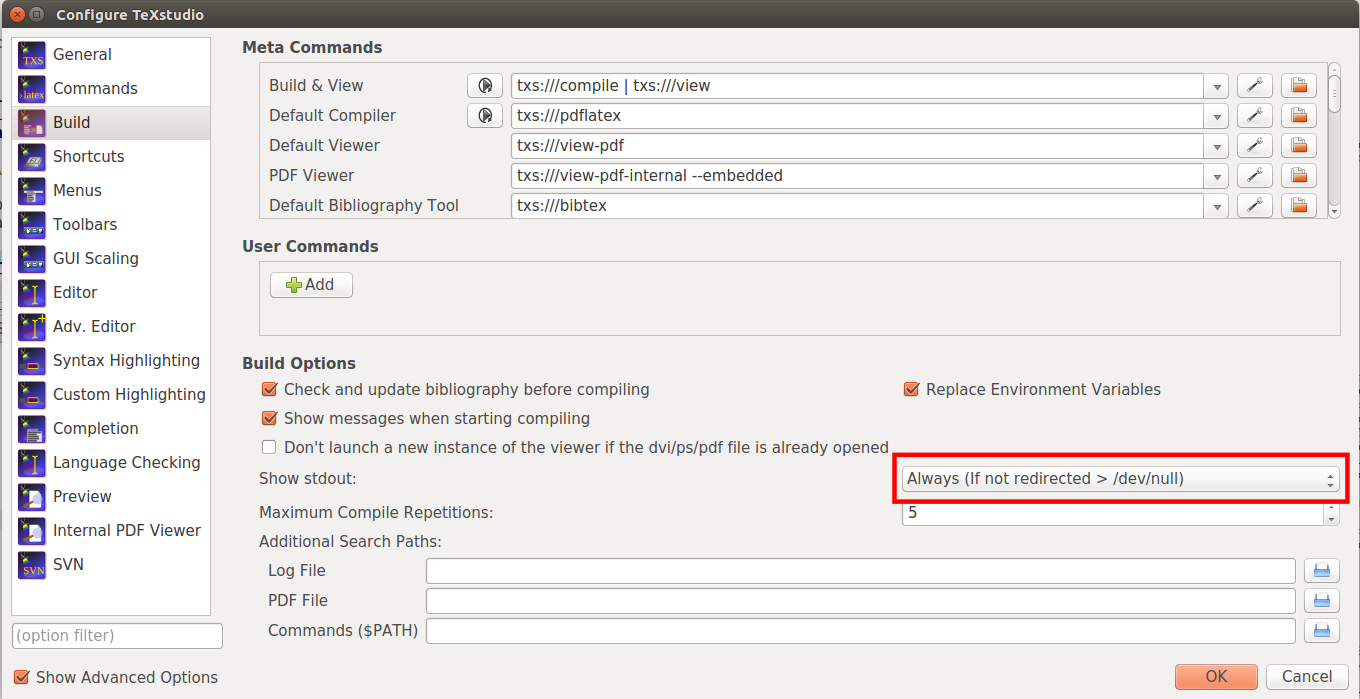 Configure TeXstudio
General
Commands
Build
Shortcuts
Menus
Toolbars
GUI Scaling
Editor
Adv. Editor
Syntax Highlighting
Custom Highlighting
Completion
Language Checking
Preview
Internal PDF Viewer
SVN
(option filter)
Show Advanced Options
Meta Commands
Build & View txs:///compile | txs:///view
Default Compiler txs:///pdflatex
Default Viewer txs:///view-pdf
PDF Viewer txs:///view-pdf-internal --embedded
Default Bibliography Tool txs:///bibtex
User Commands
Add
Build Options
Check and update bibliography before compiling Replace Environment Variables
Show messages when starting compiling
Don't launch a new instance of the viewer if the dvi/ps/pdf file is already opened
Show stdout: Always (If not redirected > /dev/null)
Maximum Compile Repetitions: 5
Additional Search Paths:
Log File
PDF File
Commands ($PATH)
OK Cancel